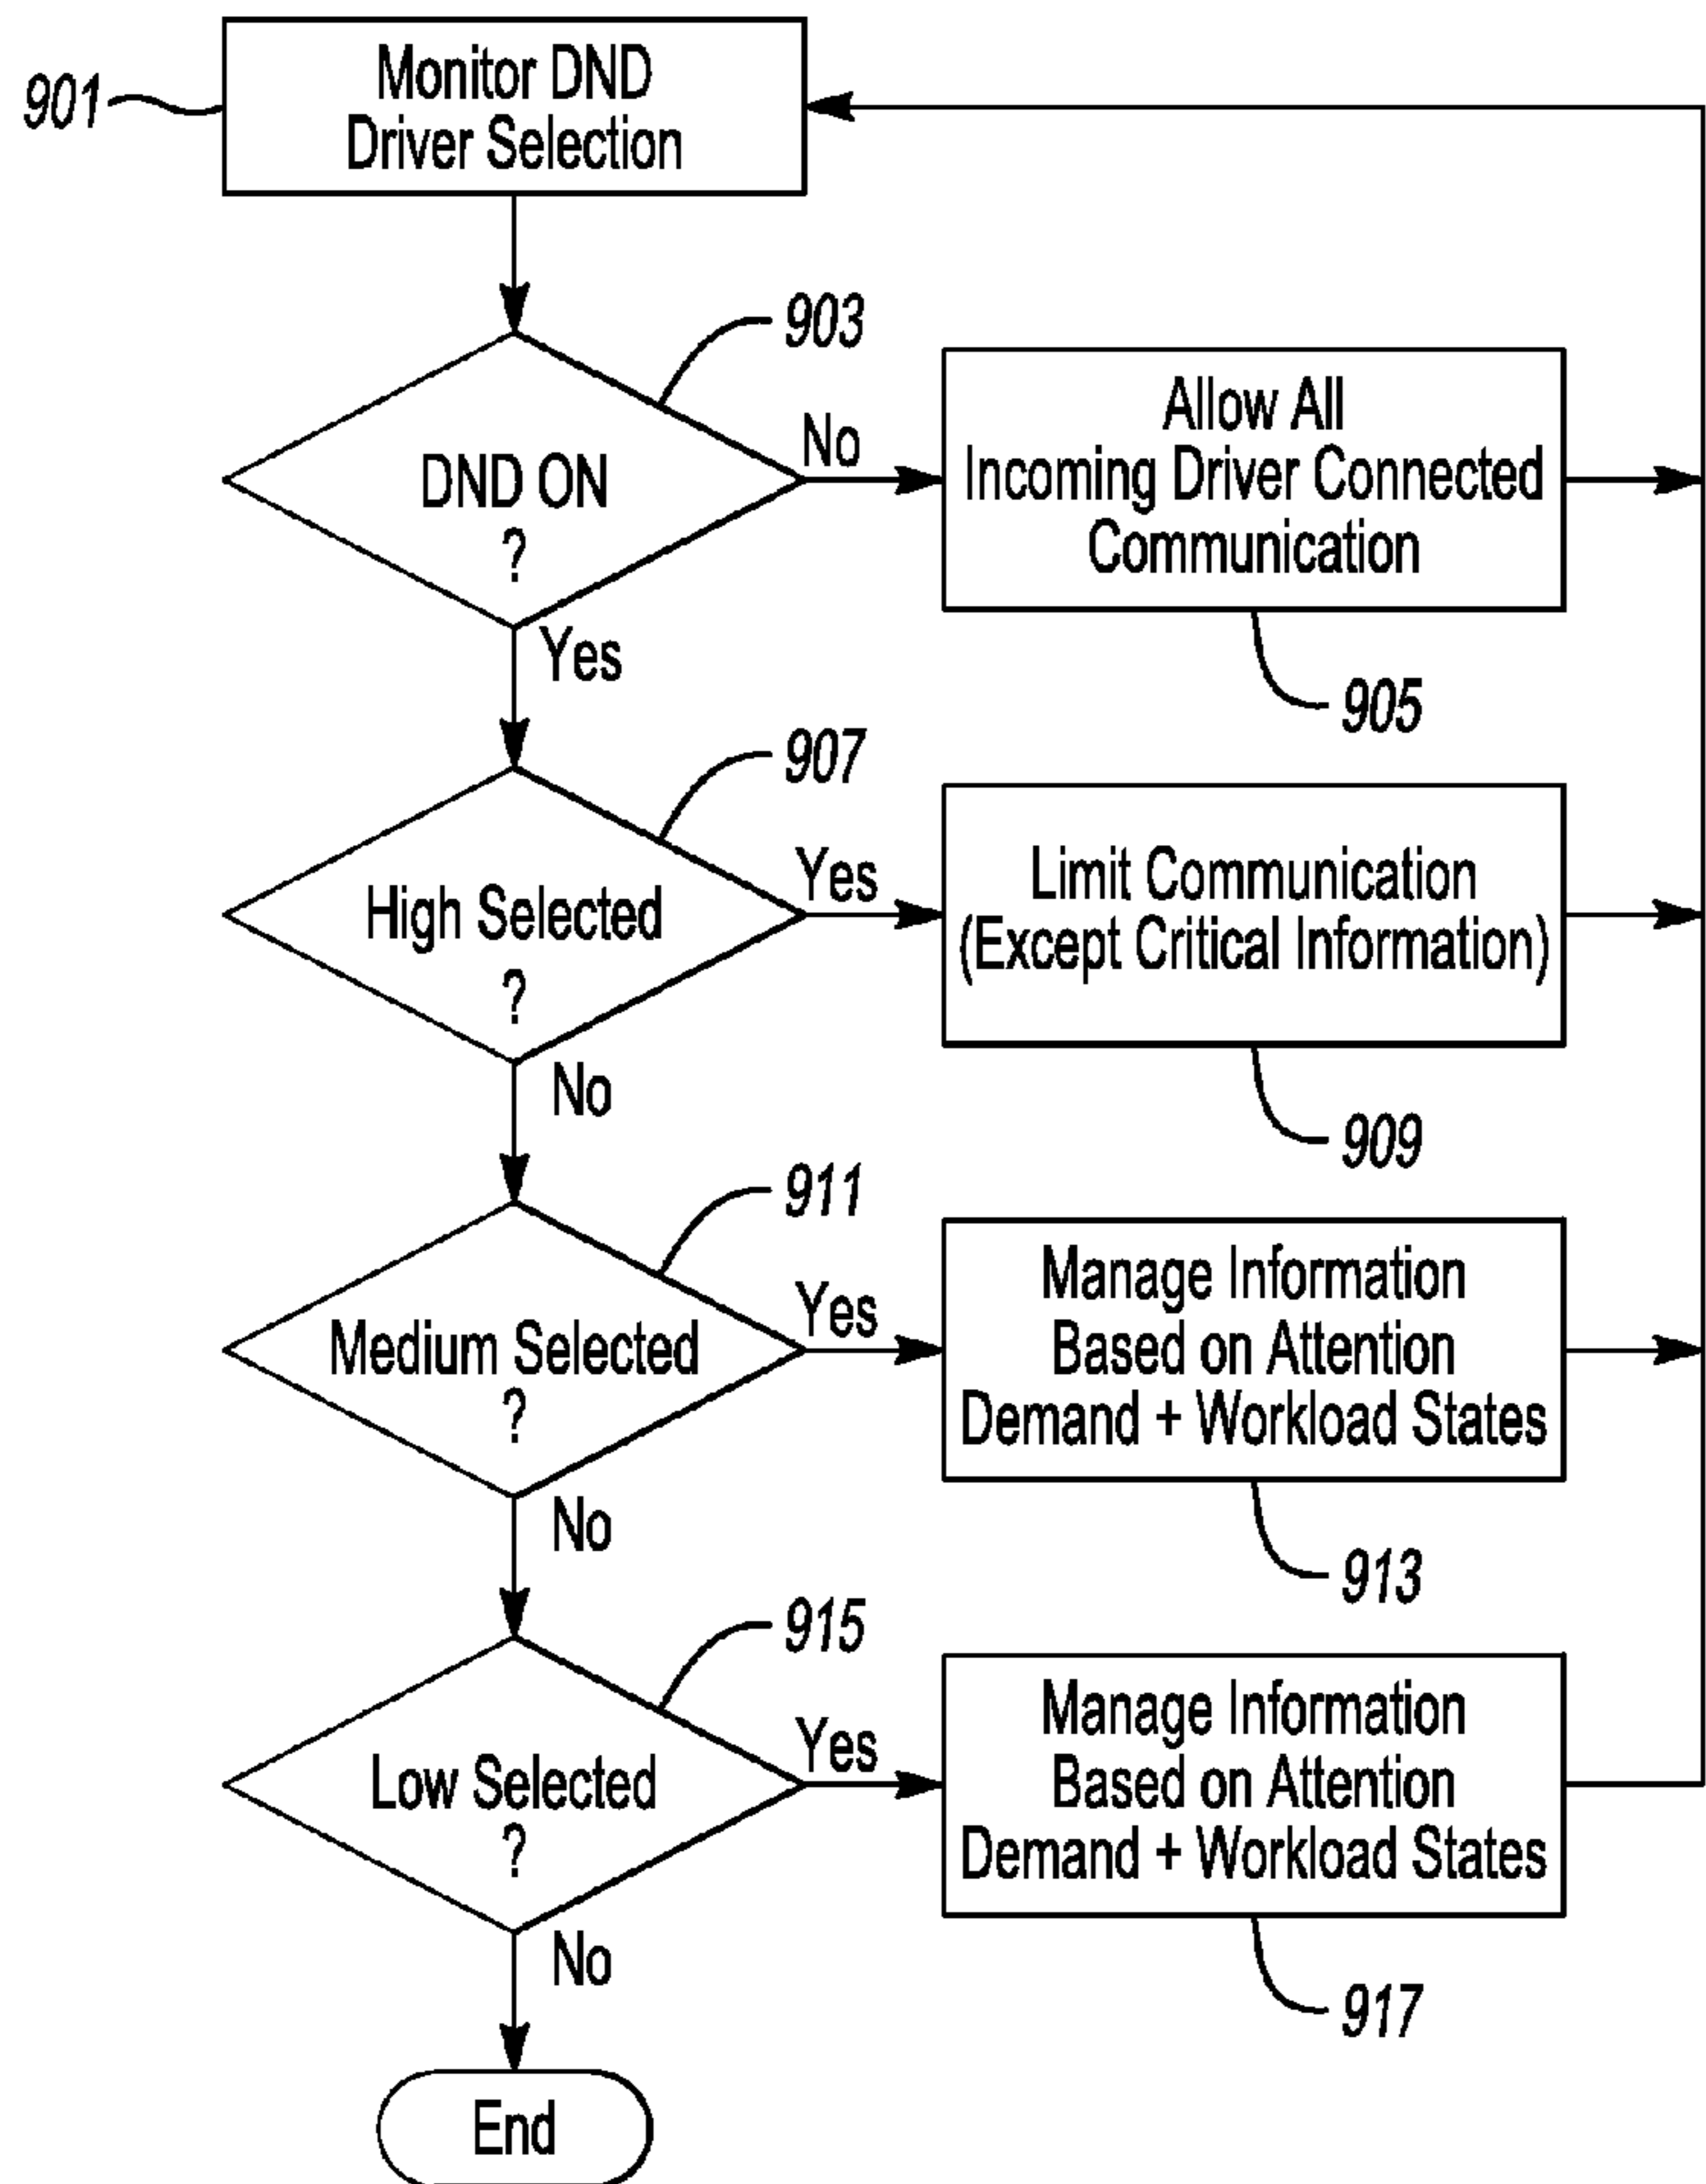 901
Monitor DND
Driver Selection
903
DND ON
?
No
Allow All
Incoming Driver Connected
Communication
905
Yes
907
High Selected
?
Yes
Limit Communication
(Except Critical Information)
909
No
911
Medium Selected
?
Yes
Manage Information
Based on Attention
Demand + Workload States
913
No
915
Low Selected
?
Yes
Manage Information
Based on Attention
Demand + Workload States
917
No
End